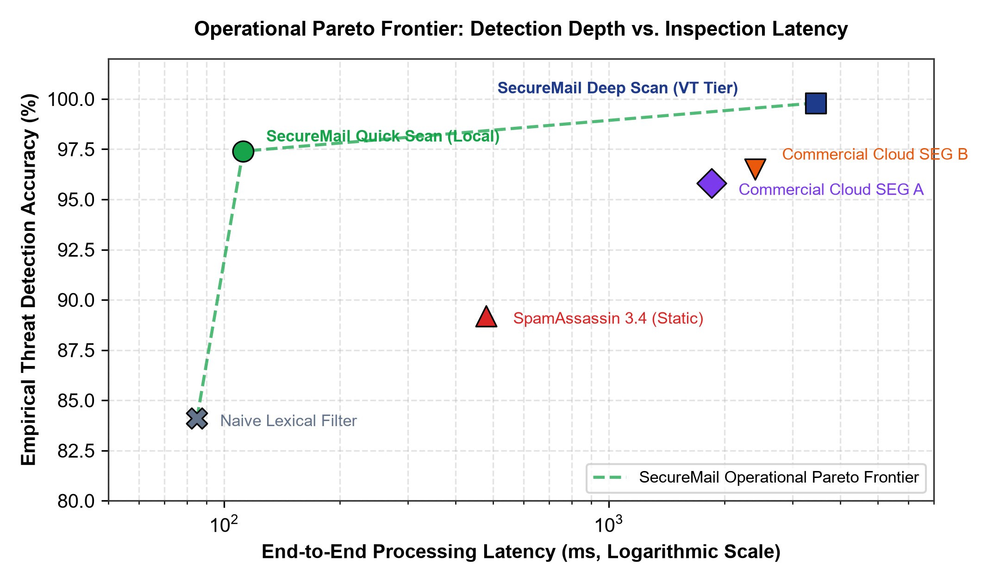 Operational Pareto Frontier: Detection Depth vs. Inspection Latency
Empirical Threat Detection Accuracy (%)
100.0
97.5
95.0
92.5
90.0
87.5
85.0
82.5
80.0
SecureMail Deep Scan (VT Tier)
SecureMail Quick Scan (Local)
Commercial Cloud SEG B
Commercial Cloud SEG A
SpamAssassin 3.4 (Static)
Naive Lexical Filter
SecureMail Operational Pareto Frontier
10² 10³
End-to-End Processing Latency (ms, Logarithmic Scale)